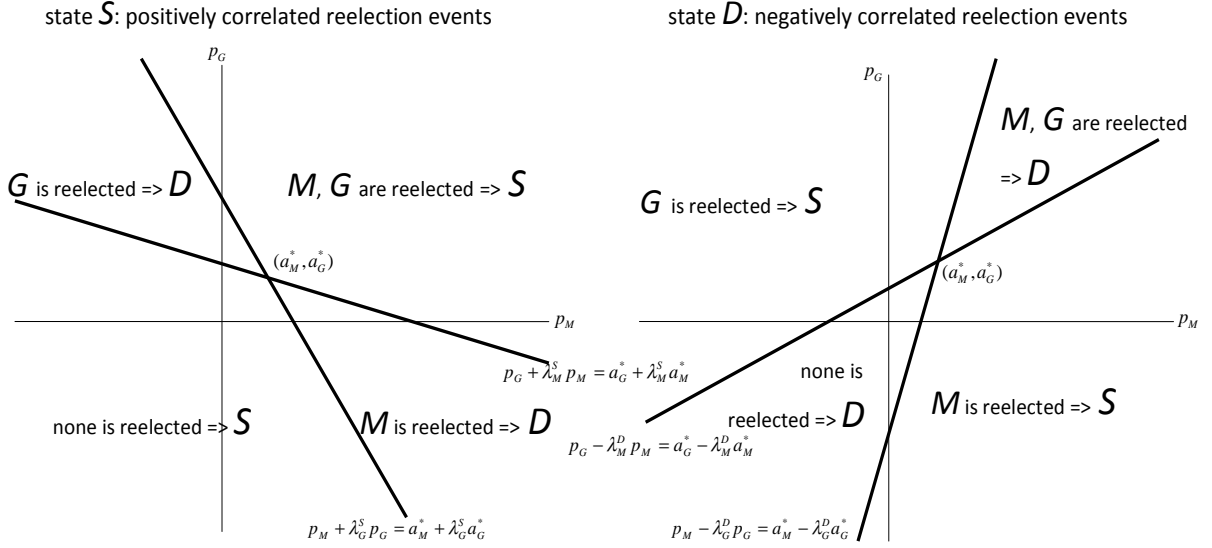 state S: positively correlated reelection events
p_G
G is reelected => D
M, G are reelected => S
(a*_M, a*_G)
p_M
p_G + λ^S_M p_M = a*_G + λ^S_M a*_M
none is reelected => S
M is reelected => D
p_M + λ^S_G p_G = a*_M + λ^S_G a*_G
state D: negatively correlated reelection events
p_G
M, G are reelected
=> D
G is reelected => S
(a*_M, a*_G)
p_M
none is
reelected => D
M is reelected => S
p_G − λ^D_M p_M = a*_G − λ^D_M a*_M
p_M − λ^D_G p_G = a*_M − λ^D_G a*_G